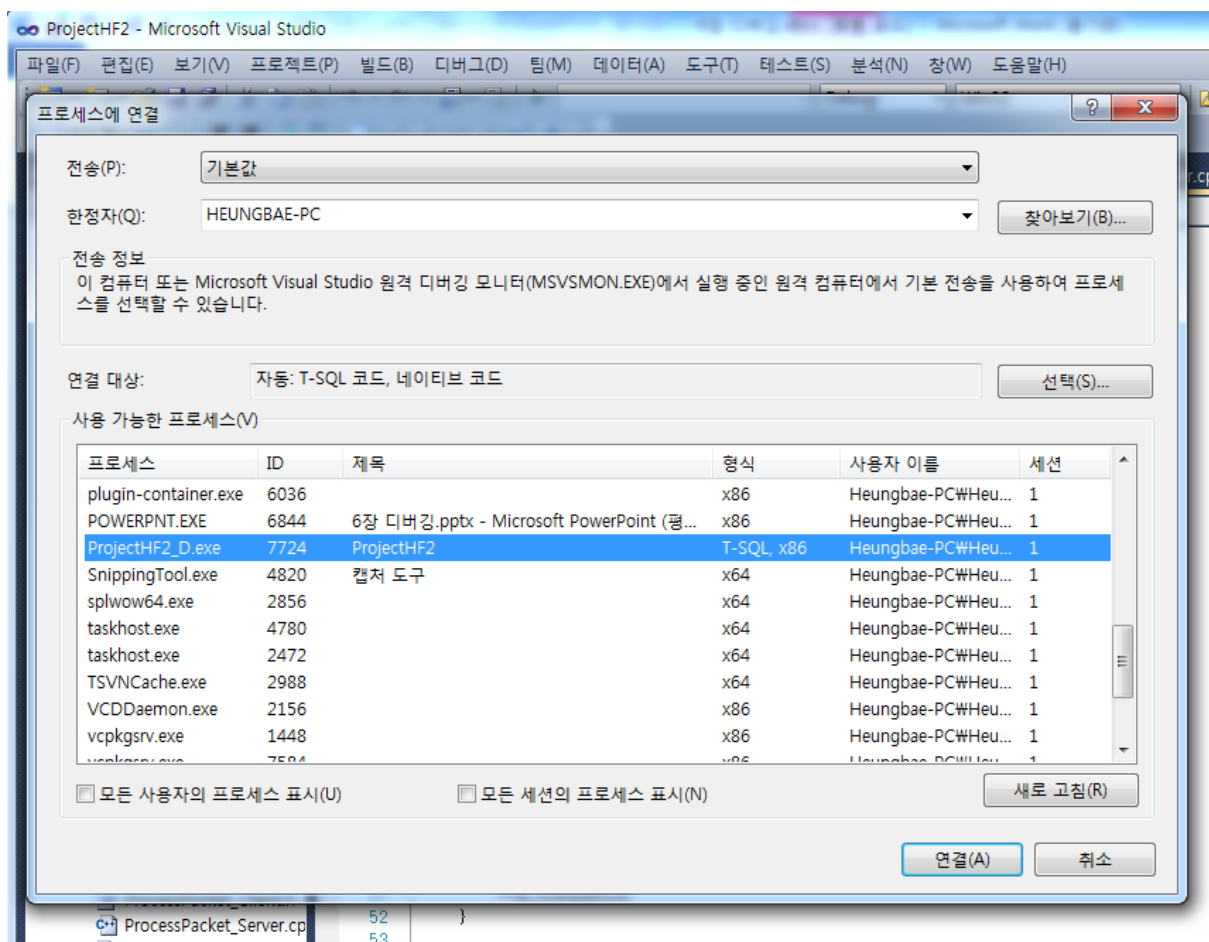 ProjectHF2 - Microsoft Visual Studio
파일(F) 편집(E) 보기(V) 프로젝트(P) 빌드(B) 디버그(D) 팀(M) 데이터(A) 도구(T) 테스트(S) 분석(N) 창(W) 도움말(H)
프로세스에 연결
전송(P): 기본값
한정자(Q): HEUNGBAE-PC 찾아보기(B)...
전송 정보
이 컴퓨터 또는 Microsoft Visual Studio 원격 디버깅 모니터(MSVSMON.EXE)에서 실행 중인 원격 컴퓨터에서 기본 전송을 사용하여 프로세
스를 선택할 수 있습니다.
연결 대상: 자동: T-SQL 코드, 네이티브 코드 선택(S)...
사용 가능한 프로세스(V)
프로세스 ID 제목 형식 사용자 이름 세션
plugin-container.exe 6036 x86 Heungbae-PC₩Heu... 1
POWERPNT.EXE 6844 6장 디버깅.pptx - Microsoft PowerPoint (평... x86 Heungbae-PC₩Heu... 1
ProjectHF2_D.exe 7724 ProjectHF2 T-SQL, x86 Heungbae-PC₩Heu... 1
SnippingTool.exe 4820 캡처 도구 x64 Heungbae-PC₩Heu... 1
splwow64.exe 2856 x64 Heungbae-PC₩Heu... 1
taskhost.exe 4780 x64 Heungbae-PC₩Heu... 1
taskhost.exe 2472 x64 Heungbae-PC₩Heu... 1
TSVNCache.exe 2988 x64 Heungbae-PC₩Heu... 1
VCDDaemon.exe 2156 x86 Heungbae-PC₩Heu... 1
vcpkgsrv.exe 1448 x86 Heungbae-PC₩Heu... 1
모든 사용자의 프로세스 표시(U) 모든 세션의 프로세스 표시(N) 새로 고침(R)
연결(A) 취소
ProcessPacket_Server.cp 52 }
53